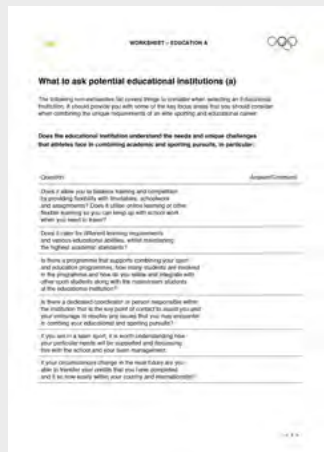 WORKSHEET – EDUCATION A
What to ask potential educational institutions (a)
The following non-exhaustive list covers things to consider when selecting an Educational
Institution. It should provide you with some of the key focus areas that you should consider
when combining the unique requirements of an elite sporting and educational career.
Does the educational institution understand the needs and unique challenges
that athletes face in combining academic and sporting pursuits, in particular:
Question
Answer/Comment
Does it allow you to balance training and competition
by providing flexibility with timetables, schoolwork
and assignments? Does it utilise online learning or other
flexible learning so you can keep up with school work
when you need to travel?
Does it cater for different learning requirements
and various educational abilities, whilst maintaining
the highest academic standards?
Is there a programme that supports combining your sport
and education programme, how many students are involved
in the programme and how do you relate and integrate with
other sport students along with the mainstream students
at the educational institution?
Is there a dedicated coordinator or person responsible within
the institution that is the key point of contact to assist you and
your entourage to resolve any issues that you may encounter
in combing your educational and sporting pursuits?
If you are in a team sport, it is worth understanding how
your particular needs will be supported and discussing
this with the school and your team management.
If your circumstances change in the near future are you
able to transfer your credits that you have completed
and if so how easily within your country and internationally?